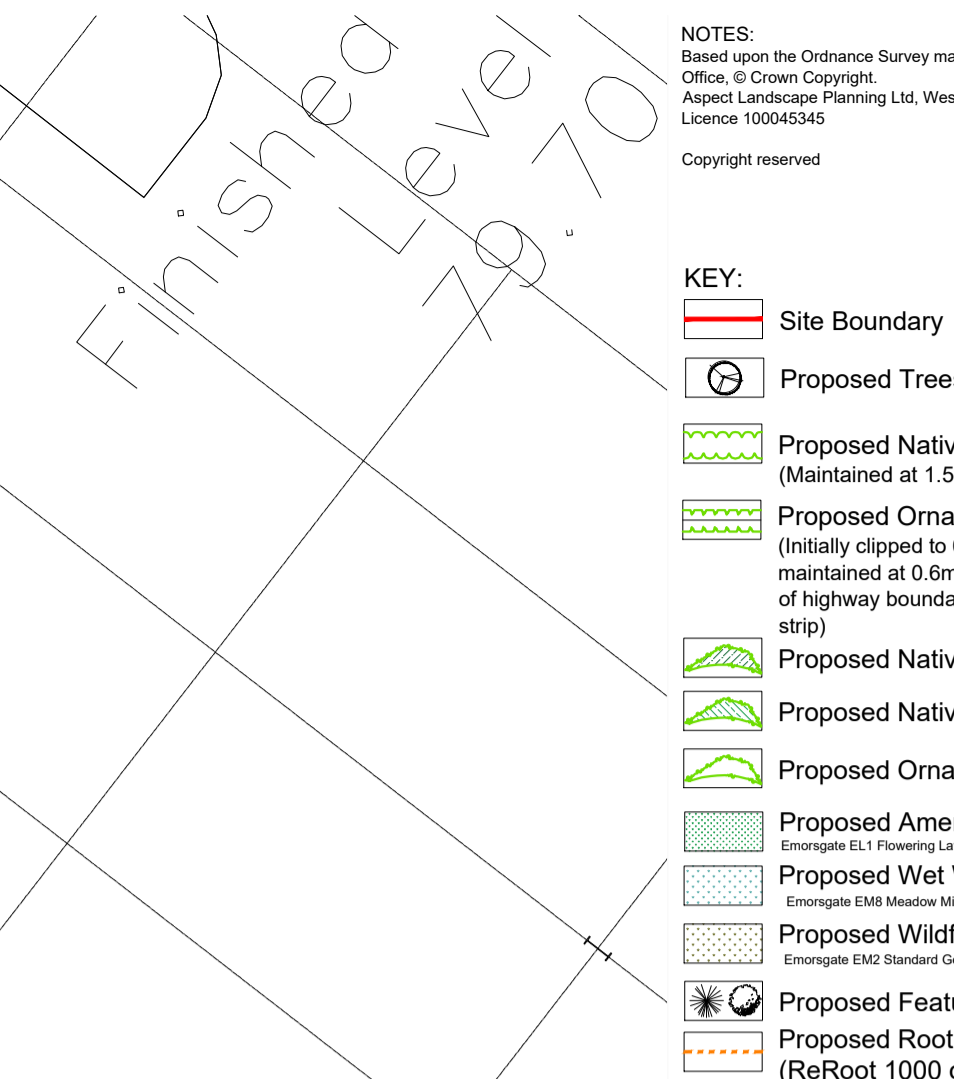 Finished
Level
79.70
NOTES:
Based upon the Ordnance Survey ma
Office, © Crown Copyright.
Aspect Landscape Planning Ltd, Wes
Licence 100045345
Copyright reserved
KEY:
Site Boundary
Proposed Trees
Proposed Nativ
(Maintained at 1.5
Proposed Orna
(Initially clipped to
maintained at 0.6m
of highway bounda
strip)
Proposed Nativ
Proposed Nativ
Proposed Orna
Proposed Amer
Emorsgate EL1 Flowering La
Proposed Wet W
Emorsgate EM8 Meadow Mi
Proposed Wildf
Emorsgate EM2 Standard Ge
Proposed Featu
Proposed Root
(ReRoot 1000 o